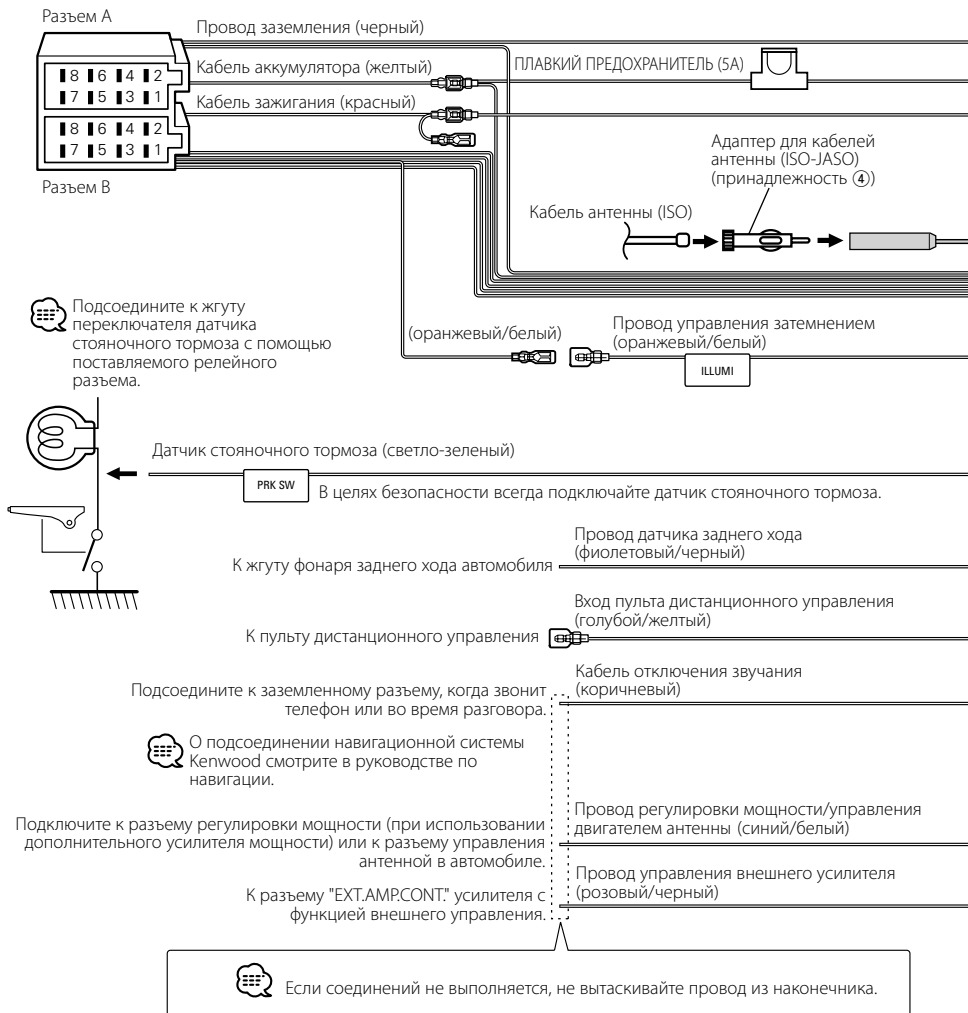 Разъем А
Провод заземления (черный)
Кабель аккумулятора (желтый)
ПЛАВКИЙ ПРЕДОХРАНИТЕЛЬ (5А)
8 6 4 2
7 5 3 1
Кабель зажигания (красный)
8 6 4 2
7 5 3 1
Разъем В
Адаптер для кабелей
антенны (ISO-JASO)
(принадлежность ④)
Кабель антенны (ISO)
Подсоедините к жгуту
переключателя датчика
стояночного тормоза с помощью
поставляемого релейного
разъема.
(оранжевый/белый)
Провод управления затемнением
(оранжевый/белый)
ILLUMI
Датчик стояночного тормоза (светло-зеленый)
PRK SW
В целях безопасности всегда подключайте датчик стояночного тормоза.
Провод датчика заднего хода
(фиолетовый/черный)
К жгуту фонаря заднего хода автомобиля
Вход пульта дистанционного управления
(голубой/желтый)
К пульту дистанционного управления
Кабель отключения звучания
(коричневый)
Подсоедините к заземленному разъему, когда звонит
телефон или во время разговора.
О подсоединении навигационной системы
Kenwood смотрите в руководстве по
навигации.
Провод регулировки мощности/управления
двигателем антенны (синий/белый)
Подключите к разъему регулировки мощности (при использовании
дополнительного усилителя мощности) или к разъему управления
антенной в автомобиле.
Провод управления внешнего усилителя
(розовый/черный)
К разъему "EXT.AMP.CONT." усилителя с
функцией внешнего управления.
Если соединений не выполняется, не вытаскивайте провод из наконечника.